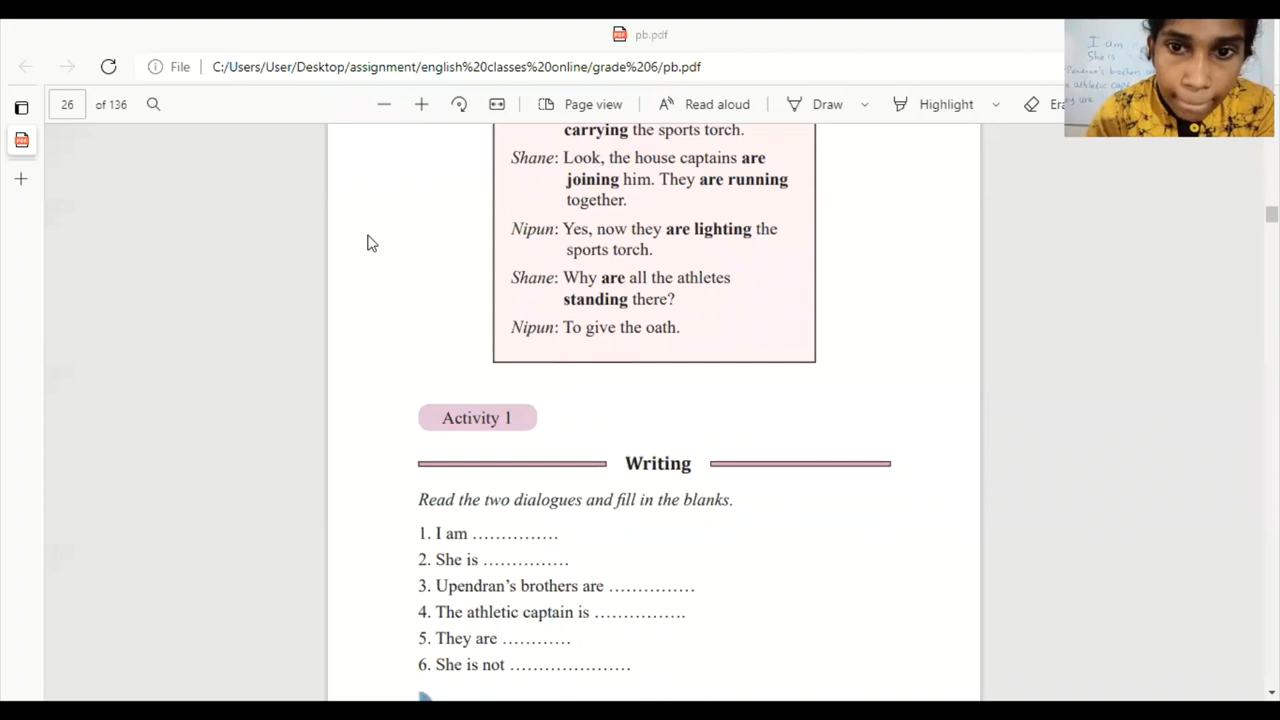 pb.pdf
File C:/Users/User/Desktop/assignment/english%20classes%20online/grade%206/pb.pdf
26 of 136 Page view Read aloud Draw Highlight
I am
She is
brothers
athletic
are
carrying the sports torch.
Shane: Look, the house captains are
joining him. They are running
together.
Nipun: Yes, now they are lighting the
sports torch.
Shane: Why are all the athletes
standing there?
Nipun: To give the oath.
Activity 1
Writing
Read the two dialogues and fill in the blanks.
1. I am ……………
2. She is ……………
3. Upendran’s brothers are ……………
4. The athletic captain is …………….
5. They are …………
6. She is not …………………